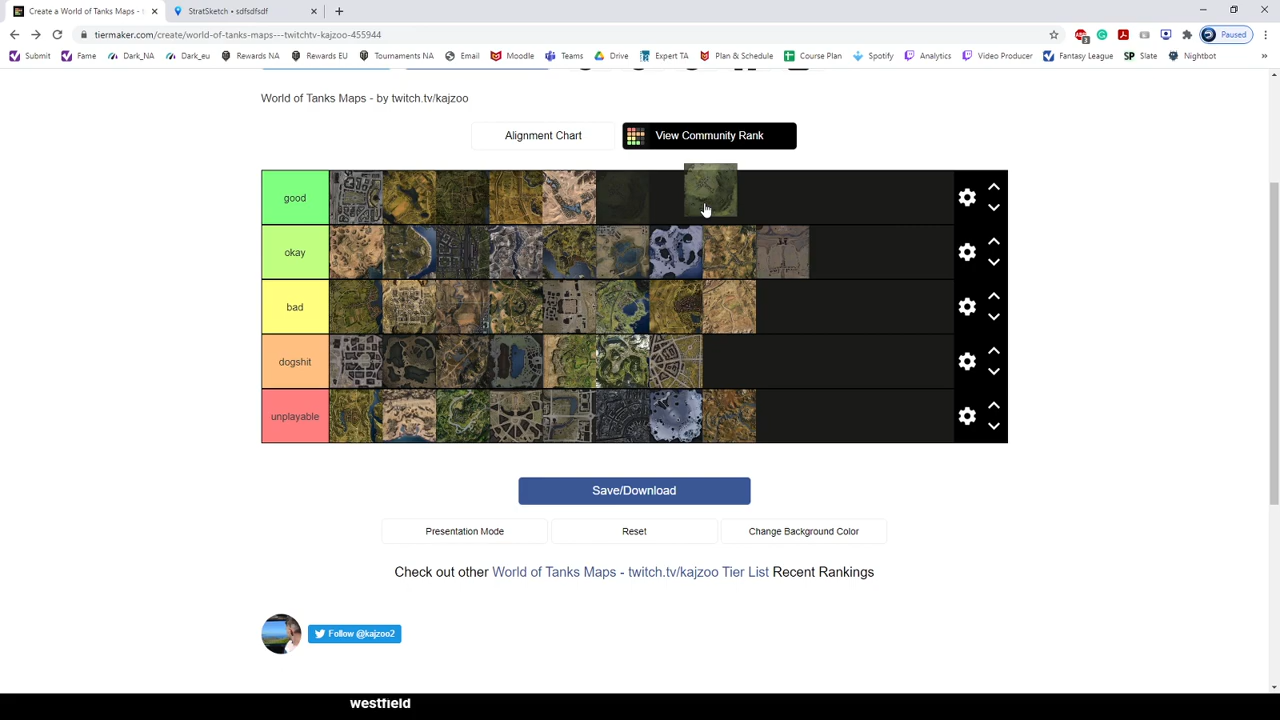 Create a World of Tanks Maps -
StratSketch • sdfsdfsdf
tiermaker.com/create/world-of-tanks-maps---twitchtv-kajzoo-455944
Paused
Submit
Fame
Dark_NA
Dark_eu
Rewards NA
Rewards EU
Tournaments NA
Email
Moodle
Teams
Drive
Expert TA
Plan & Schedule
Course Plan
Spotify
Analytics
Video Producer
Fantasy League
SP Slate
Nightbot
World of Tanks Maps - by twitch.tv/kajzoo
Alignment Chart
View Community Rank
good
okay
bad
dogshit
unplayable
Save/Download
Presentation Mode
Reset
Change Background Color
Check out other World of Tanks Maps - twitch.tv/kajzoo Tier List Recent Rankings
Follow @kajzoo2
westfield